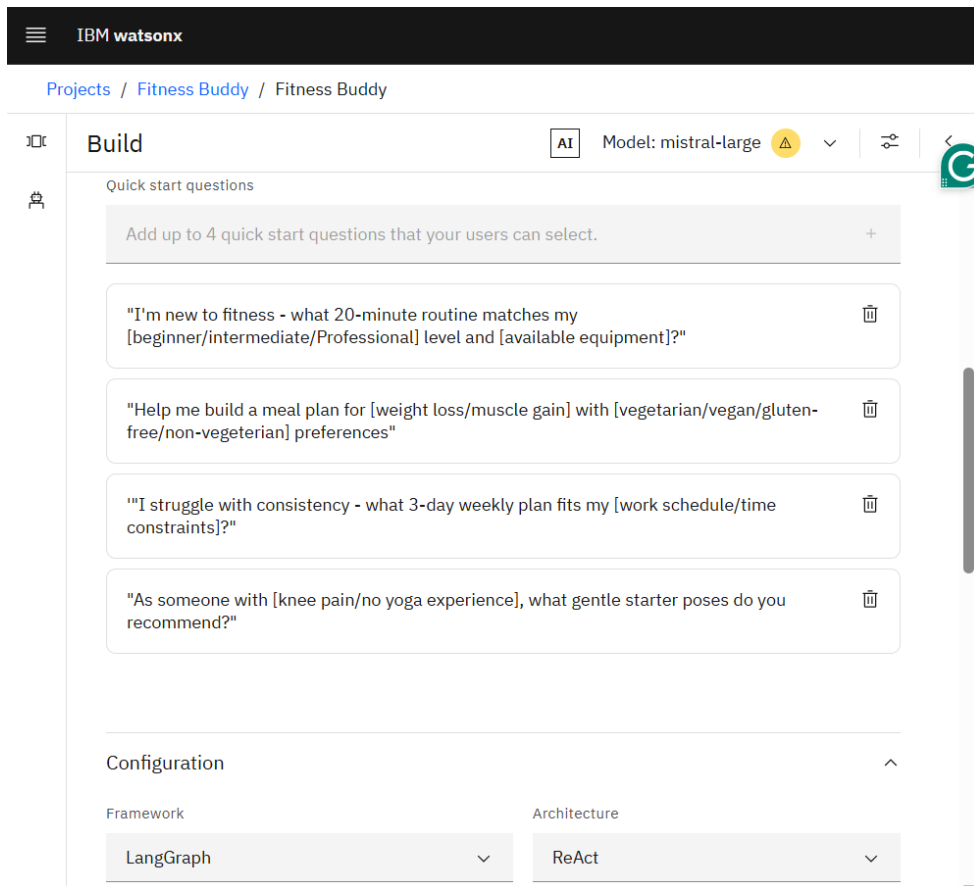 IBM watsonx
Projects / Fitness Buddy / Fitness Buddy
Build
AI
Model: mistral-large
Quick start questions
Add up to 4 quick start questions that your users can select.
"I'm new to fitness - what 20-minute routine matches my
[beginner/intermediate/Professional] level and [available equipment]?"
"Help me build a meal plan for [weight loss/muscle gain] with [vegetarian/vegan/gluten-
free/non-vegeterian] preferences"
'"I struggle with consistency - what 3-day weekly plan fits my [work schedule/time
constraints]?"
"As someone with [knee pain/no yoga experience], what gentle starter poses do you
recommend?"
Configuration
Framework
Architecture
LangGraph
ReAct